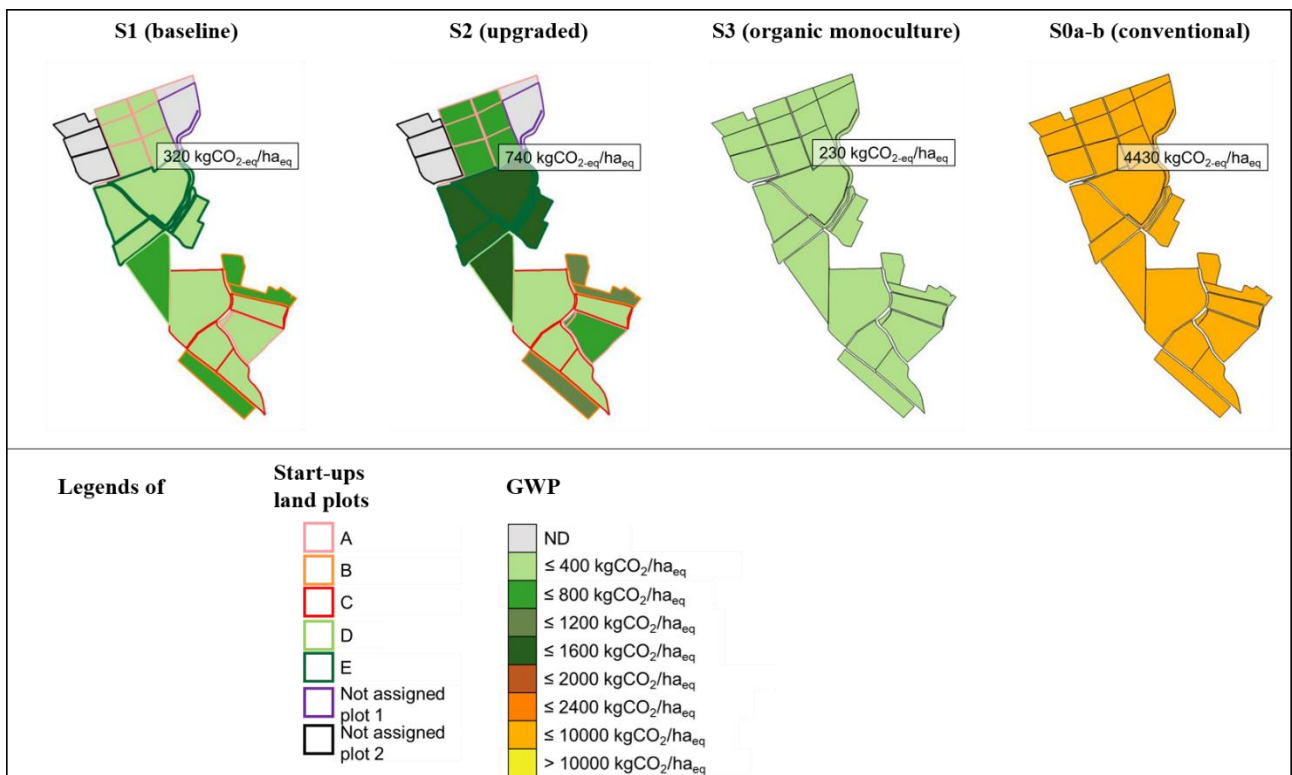 S1 (baseline)
S2 (upgraded)
S3 (organic monoculture)
S0a-b (conventional)
320 kgCO2-eq/haeq
740 kgCO2-eq/haeq
230 kgCO2-eq/haeq
4430 kgCO2-eq/haeq
Legends of
Start-ups
land plots
A
B
C
D
E
Not assigned
plot 1
Not assigned
plot 2
GWP
ND
≤ 400 kgCO2/haeq
≤ 800 kgCO2/haeq
≤ 1200 kgCO2/haeq
≤ 1600 kgCO2/haeq
≤ 2000 kgCO2/haeq
≤ 2400 kgCO2/haeq
≤ 10000 kgCO2/haeq
> 10000 kgCO2/haeq